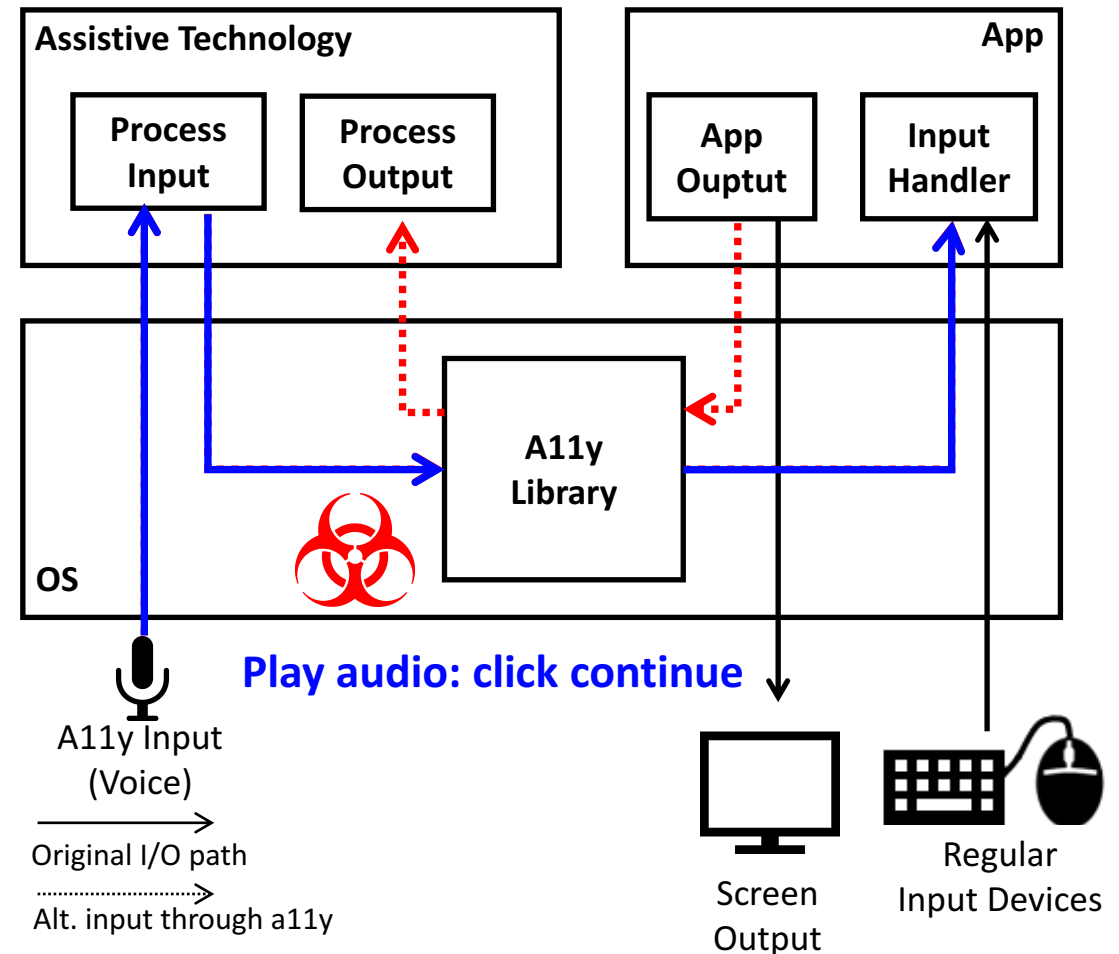 Assistive Technology
App
Process
Input
Process
Output
App
Ouptut
Input
Handler
A11y
Library
OS
Play audio: click continue
A11y Input
(Voice)
Original I/O path
Alt. input through a11y
Screen
Output
Regular
Input Devices